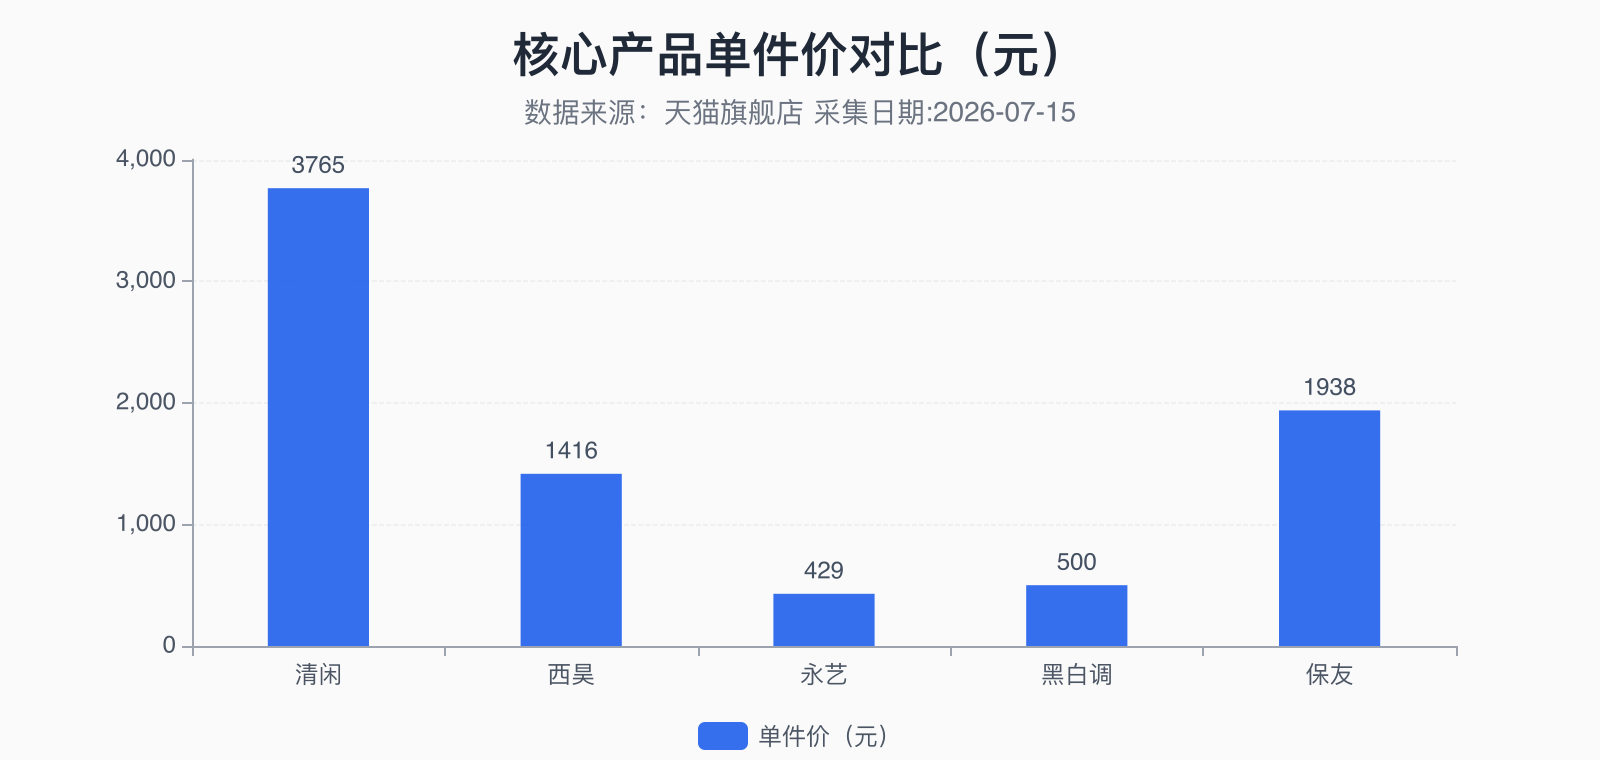 核心产品单件价对比（元）
数据来源：天猫旗舰店 采集日期:2026-07-15
4,000
3,000
2,000
1,000
0
3765
1416
429
500
1938
清闲
西昊
永艺
黑白调
保友
单件价（元）